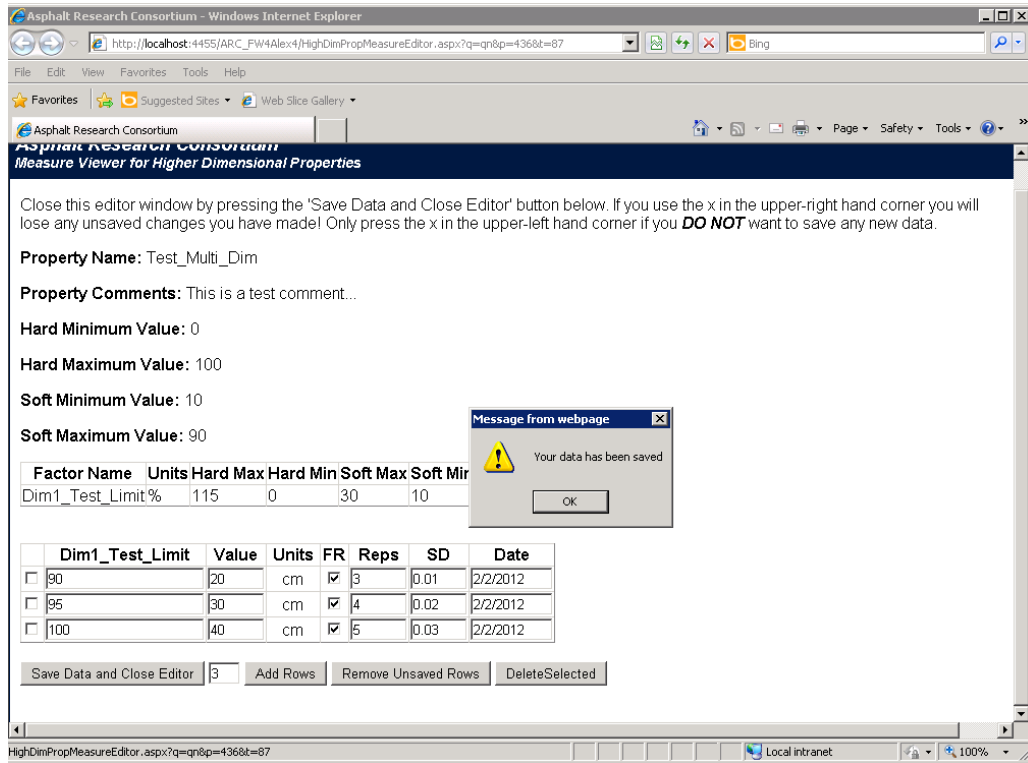 Asphalt Research Consortium - Windows Internet Explorer
http://localhost:4455/ARC_FW4Alex4/HighDimPropMeasureEditor.aspx?q=qn&p=436&t=87
Bing
File Edit View Favorites Tools Help
Favorites Suggested Sites Web Slice Gallery
Asphalt Research Consortium Page Safety Tools »
Asphalt Research Consortium
Measure Viewer for Higher Dimensional Properties
Close this editor window by pressing the 'Save Data and Close Editor' button below. If you use the x in the upper-right hand corner you will
lose any unsaved changes you have made! Only press the x in the upper-left hand corner if you DO NOT want to save any new data.
Property Name: Test_Multi_Dim
Property Comments: This is a test comment...
Hard Minimum Value: 0
Hard Maximum Value: 100
Soft Minimum Value: 10
Soft Maximum Value: 90
Message from webpage
Your data has been saved
OK
Factor Name Units Hard Max Hard Min Soft Max Soft Min
Dim1_Test_Limit % 115 0 30 10
Dim1_Test_Limit Value Units FR Reps SD Date
90 20 cm 3 0.01 2/2/2012
95 30 cm 4 0.02 2/2/2012
100 40 cm 5 0.03 2/2/2012
Save Data and Close Editor 3 Add Rows Remove Unsaved Rows DeleteSelected
HighDimPropMeasureEditor.aspx?q=qn&p=436&t=87 Local intranet 100%